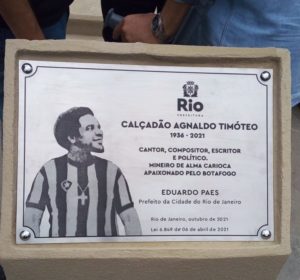 Rio
PREFEITURA
CALÇADÃO AGNALDO TIMÓTEO
1936 - 2021
CANTOR, COMPOSITOR, ESCRITOR
E POLÍTICO.
MINEIRO DE ALMA CARIOCA
APAIXONADO PELO BOTAFOGO
EDUARDO PAES
Prefeito da Cidade do Rio de Janeiro
Rio de Janeiro, outubro de 2021
Lei 6.849 de 06 de abril de 2021